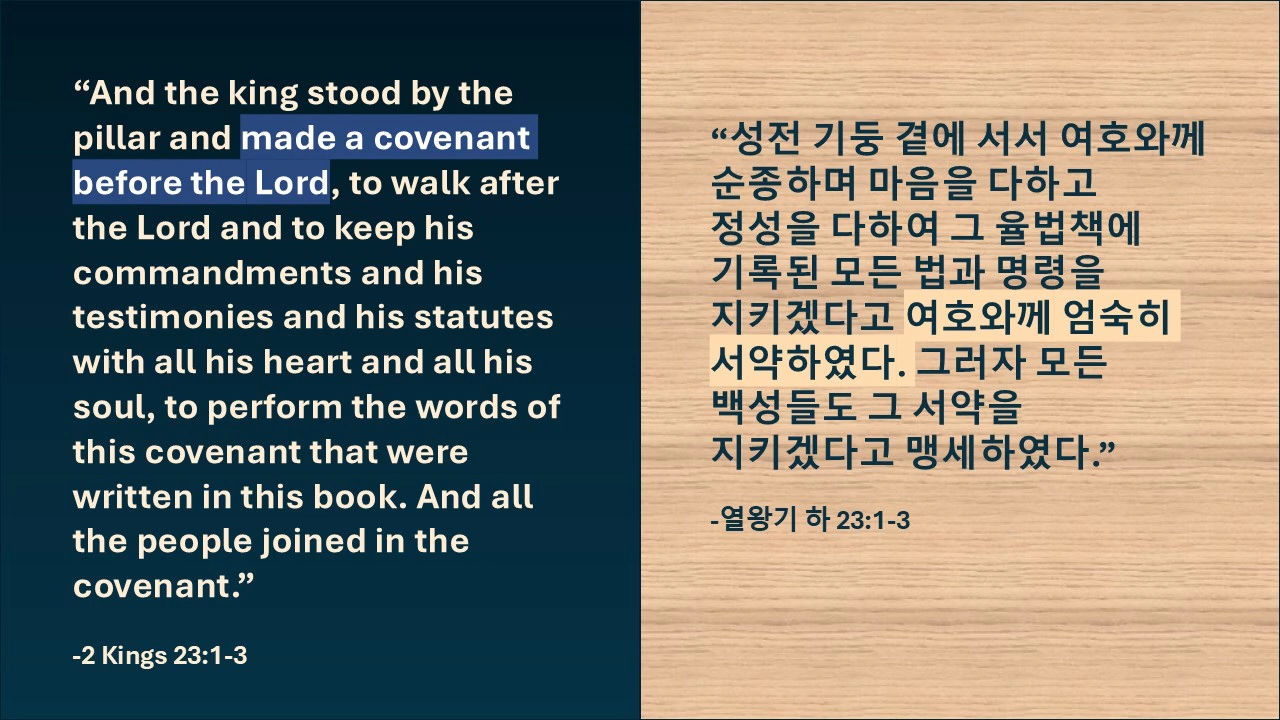 “And the king stood by the
pillar and made a covenant
before the Lord, to walk after
the Lord and to keep his
commandments and his
testimonies and his statutes
with all his heart and all his
soul, to perform the words of
this covenant that were
written in this book. And all
the people joined in the
covenant.”
-2 Kings 23:1-3
“성전 기둥 곁에 서서 여호와께
순종하며 마음을 다하고
정성을 다하여 그 율법책에
기록된 모든 법과 명령을
지키겠다고 여호와께 엄숙히
서약하였다. 그러자 모든
백성들도 그 서약을
지키겠다고 맹세하였다.”
-열왕기 하 23:1-3